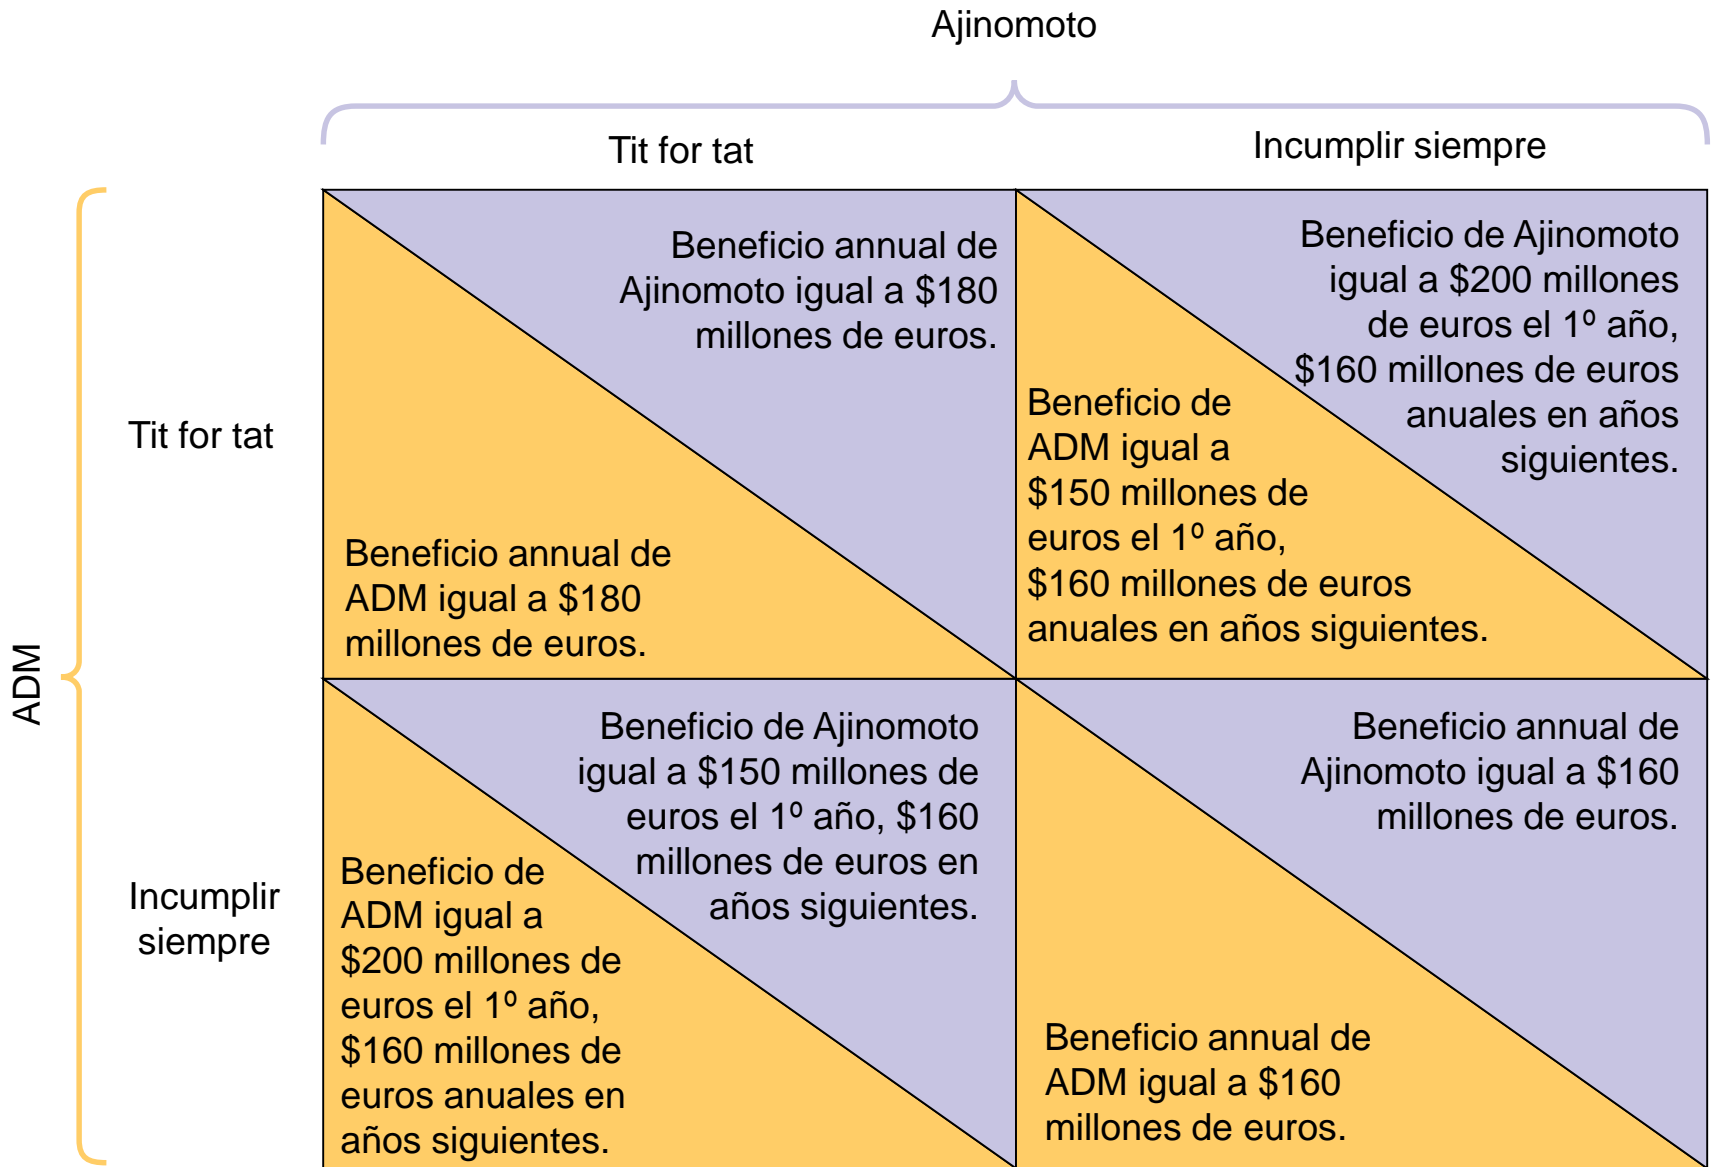 Ajinomoto
Tit for tat
Incumplir siempre
ADM
Tit for tat
Beneficio annual de
Ajinomoto igual a $180
millones de euros.
Beneficio annual de
ADM igual a $180
millones de euros.
Beneficio de Ajinomoto
igual a $200 millones
de euros el 1º año,
$160 millones de euros
anuales en años
siguientes.
Beneficio de
ADM igual a
$150 millones de
euros el 1º año,
$160 millones de euros
anuales en años siguientes.
Incumplir
siempre
Beneficio de Ajinomoto
igual a $150 millones de
euros el 1º año, $160
millones de euros en
años siguientes.
Beneficio de
ADM igual a
$200 millones de
euros el 1º año,
$160 millones de
euros anuales en
años siguientes.
Beneficio annual de
Ajinomoto igual a $160
millones de euros.
Beneficio annual de
ADM igual a $160
millones de euros.